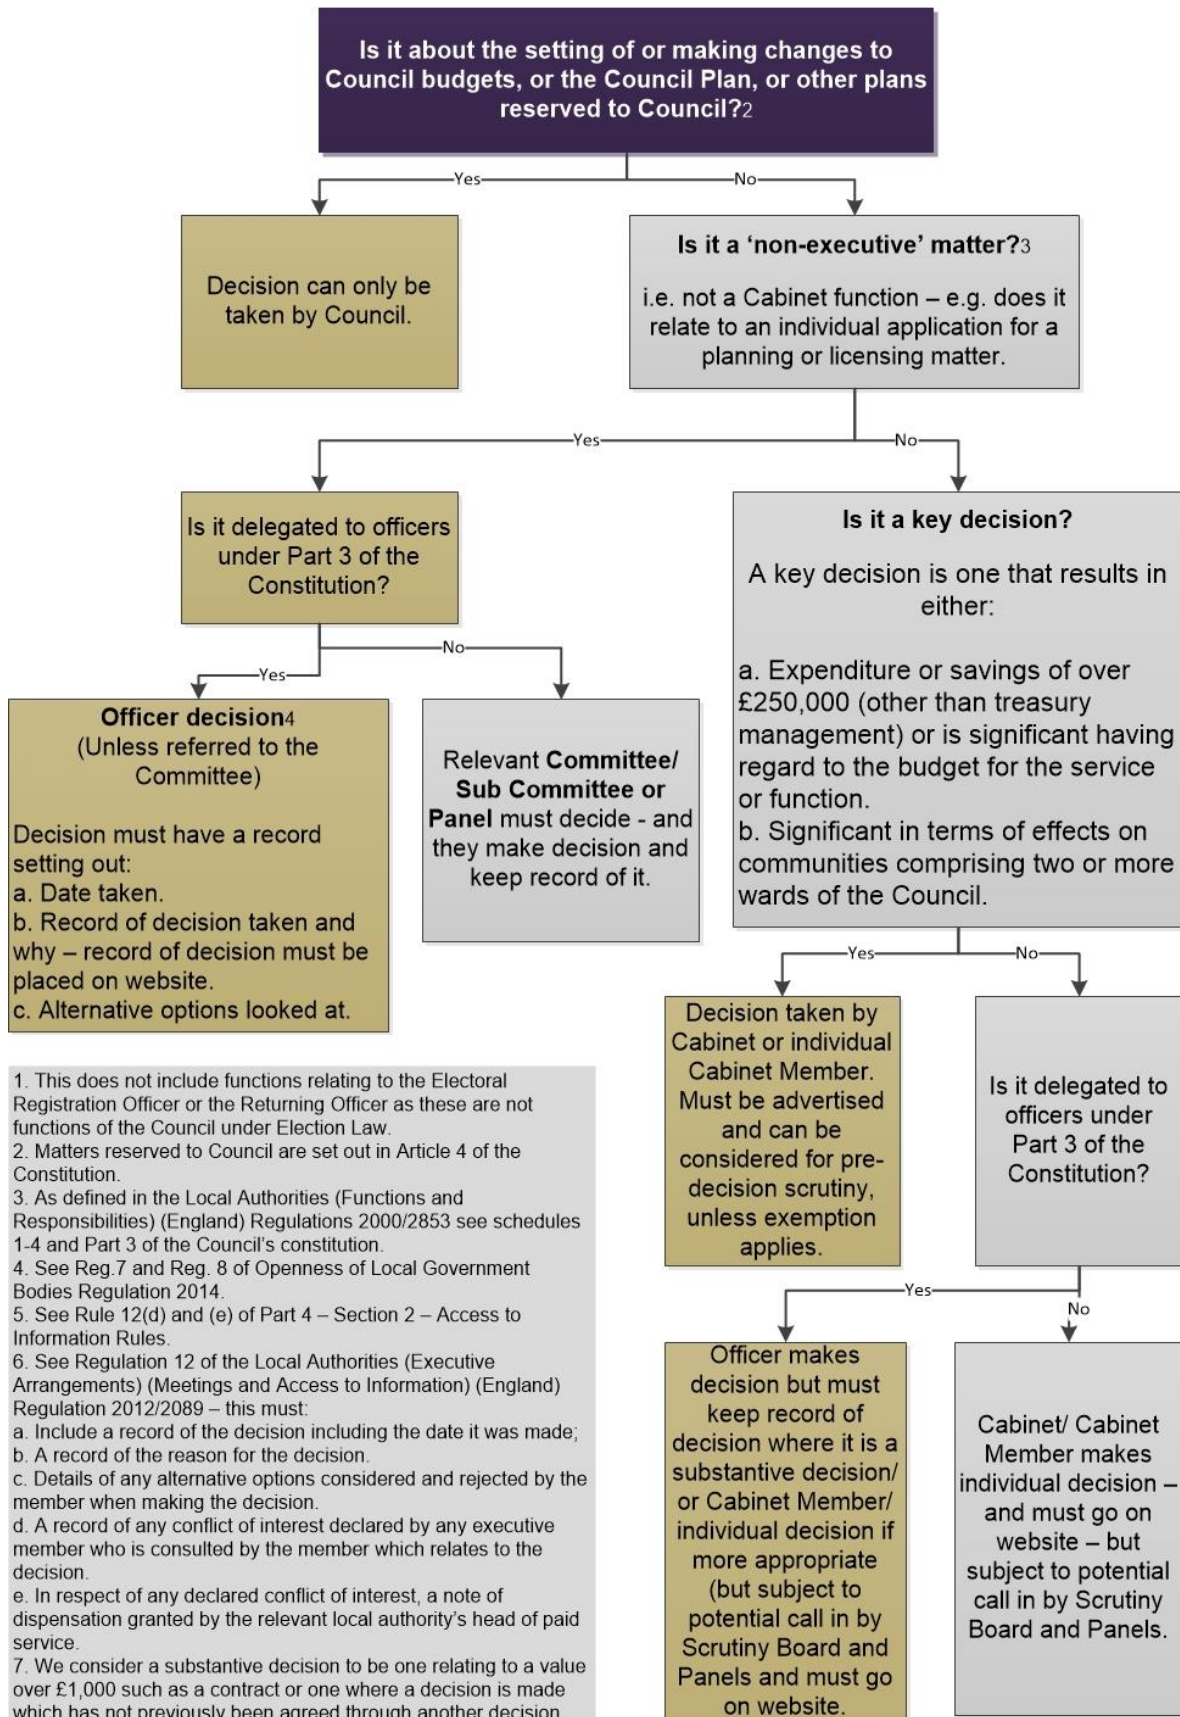 Is it about the setting of or making changes to
Council budgets, or the Council Plan, or other plans
reserved to Council?2
Yes
No
Decision can only be
taken by Council.
Is it a ‘non-executive’ matter?3
i.e. not a Cabinet function – e.g. does it
relate to an individual application for a
planning or licensing matter.
Yes
No
Is it delegated to officers
under Part 3 of the
Constitution?
Is it a key decision?
A key decision is one that results in
either:
a. Expenditure or savings of over
£250,000 (other than treasury
management) or is significant having
regard to the budget for the service
or function.
b. Significant in terms of effects on
communities comprising two or more
wards of the Council.
Yes
No
Officer decision4
(Unless referred to the
Committee)
Decision must have a record
setting out:
a. Date taken.
b. Record of decision taken and
why – record of decision must be
placed on website.
c. Alternative options looked at.
Relevant Committee/
Sub Committee or
Panel must decide - and
they make decision and
keep record of it.
Yes
No
Decision taken by
Cabinet or individual
Cabinet Member.
Must be advertised
and can be
considered for pre-
decision scrutiny,
unless exemption
applies.
Is it delegated to
officers under
Part 3 of the
Constitution?
Yes
No
Officer makes
decision but must
keep record of
decision where it is a
substantive decision/
or Cabinet Member/
individual decision if
more appropriate
(but subject to
potential call in by
Scrutiny Board and
Panels and must go
on website.
Cabinet/ Cabinet
Member makes
individual decision –
and must go on
website – but
subject to potential
call in by Scrutiny
Board and Panels.
1. This does not include functions relating to the Electoral
Registration Officer or the Returning Officer as these are not
functions of the Council under Election Law.
2. Matters reserved to Council are set out in Article 4 of the
Constitution.
3. As defined in the Local Authorities (Functions and
Responsibilities) (England) Regulations 2000/2853 see schedules
1-4 and Part 3 of the Council’s constitution.
4. See Reg.7 and Reg. 8 of Openness of Local Government
Bodies Regulation 2014.
5. See Rule 12(d) and (e) of Part 4 – Section 2 – Access to
Information Rules.
6. See Regulation 12 of the Local Authorities (Executive
Arrangements) (Meetings and Access to Information) (England)
Regulation 2012/2089 – this must:
a. Include a record of the decision including the date it was made;
b. A record of the reason for the decision.
c. Details of any alternative options considered and rejected by the
member when making the decision.
d. A record of any conflict of interest declared by any executive
member who is consulted by the member which relates to the
decision.
e. In respect of any declared conflict of interest, a note of
dispensation granted by the relevant local authority’s head of paid
service.
7. We consider a substantive decision to be one relating to a value
over £1,000 such as a contract or one where a decision is made
which has not previously been agreed through another decision